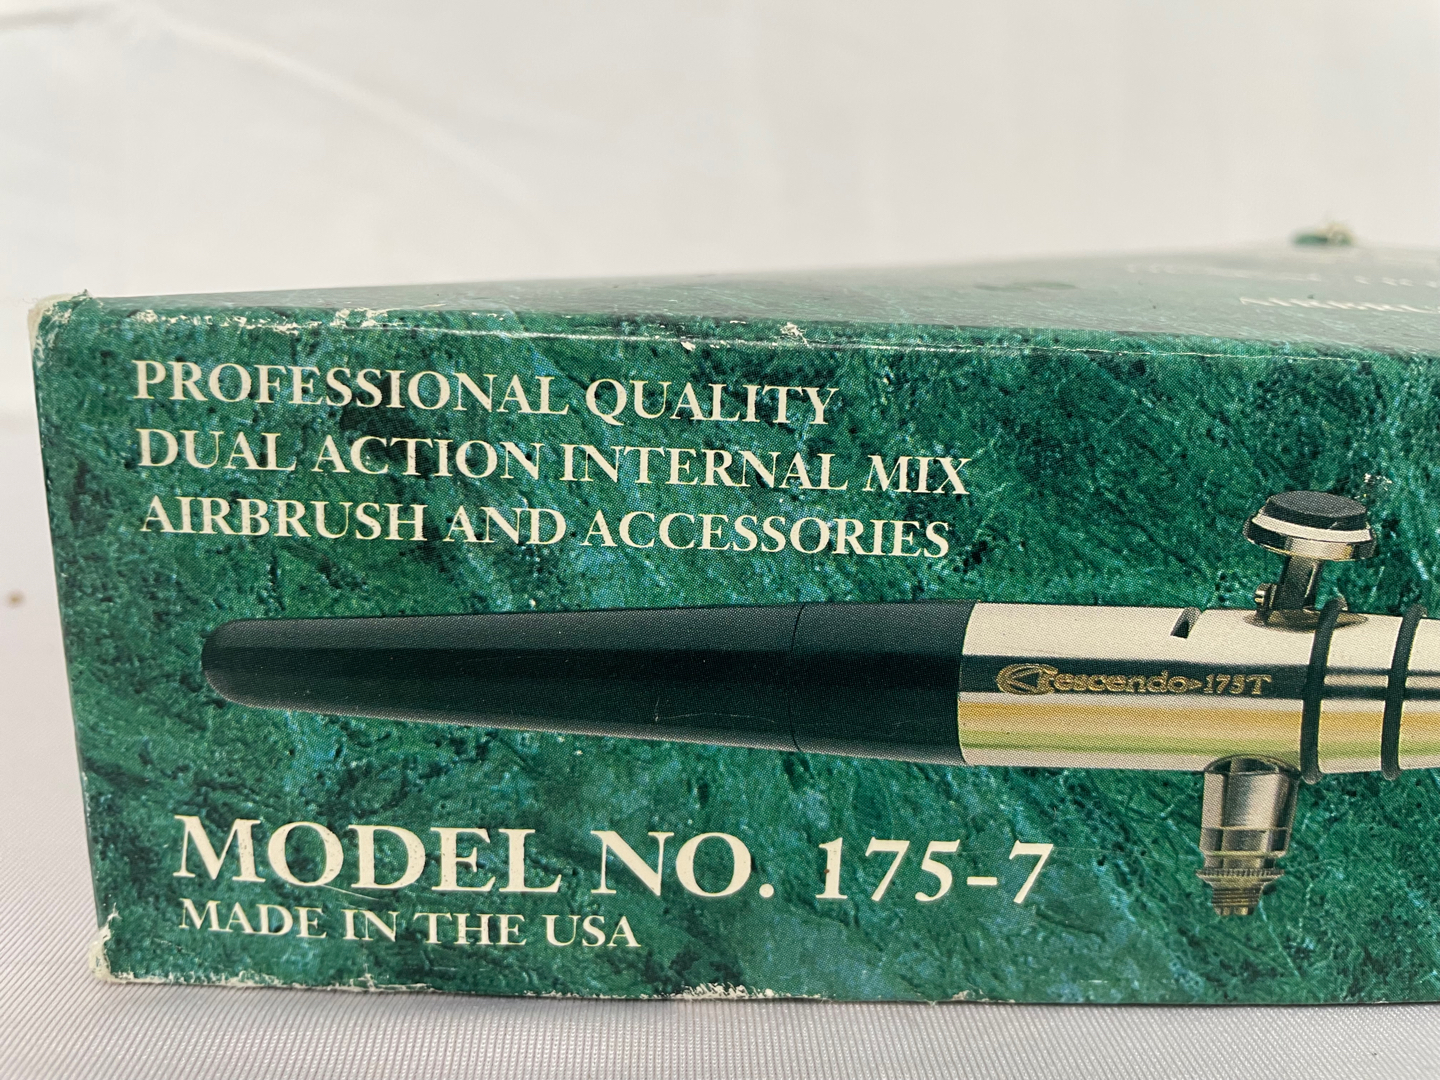 PROFESSIONAL QUALITY
DUAL ACTION INTERNAL MIX
AIRBRUSH AND ACCESSORIES
Crescendo 175T
MODEL NO. 175-7
MADE IN THE USA